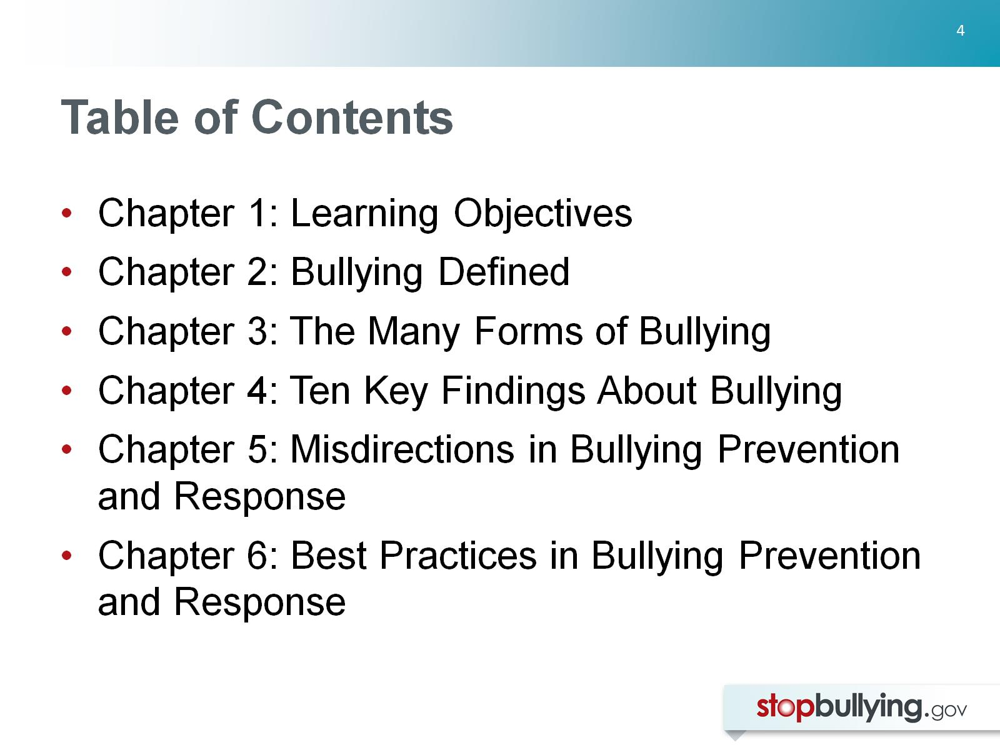 4
Table of Contents
• Chapter 1: Learning Objectives
• Chapter 2: Bullying Defined
• Chapter 3: The Many Forms of Bullying
• Chapter 4: Ten Key Findings About Bullying
• Chapter 5: Misdirections in Bullying Prevention
and Response
• Chapter 6: Best Practices in Bullying Prevention
and Response
stopbullying.gov